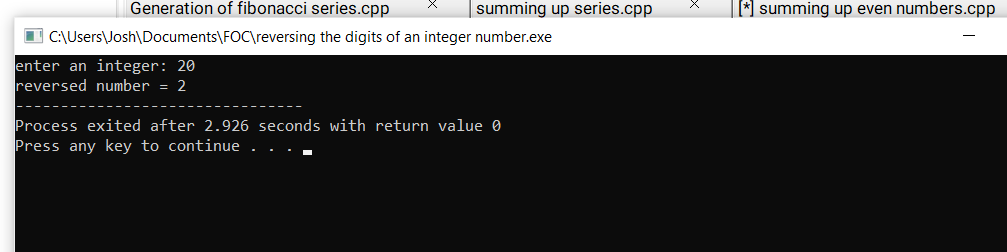 Generation of fibonacci series.cpp summing up series.cpp [*] summing up even numbers.cpp
C:\Users\Josh\Documents\FOC\reversing the digits of an integer number.exe
enter an integer: 20
reversed number = 2
--------------------------------
Process exited after 2.926 seconds with return value 0
Press any key to continue . . .